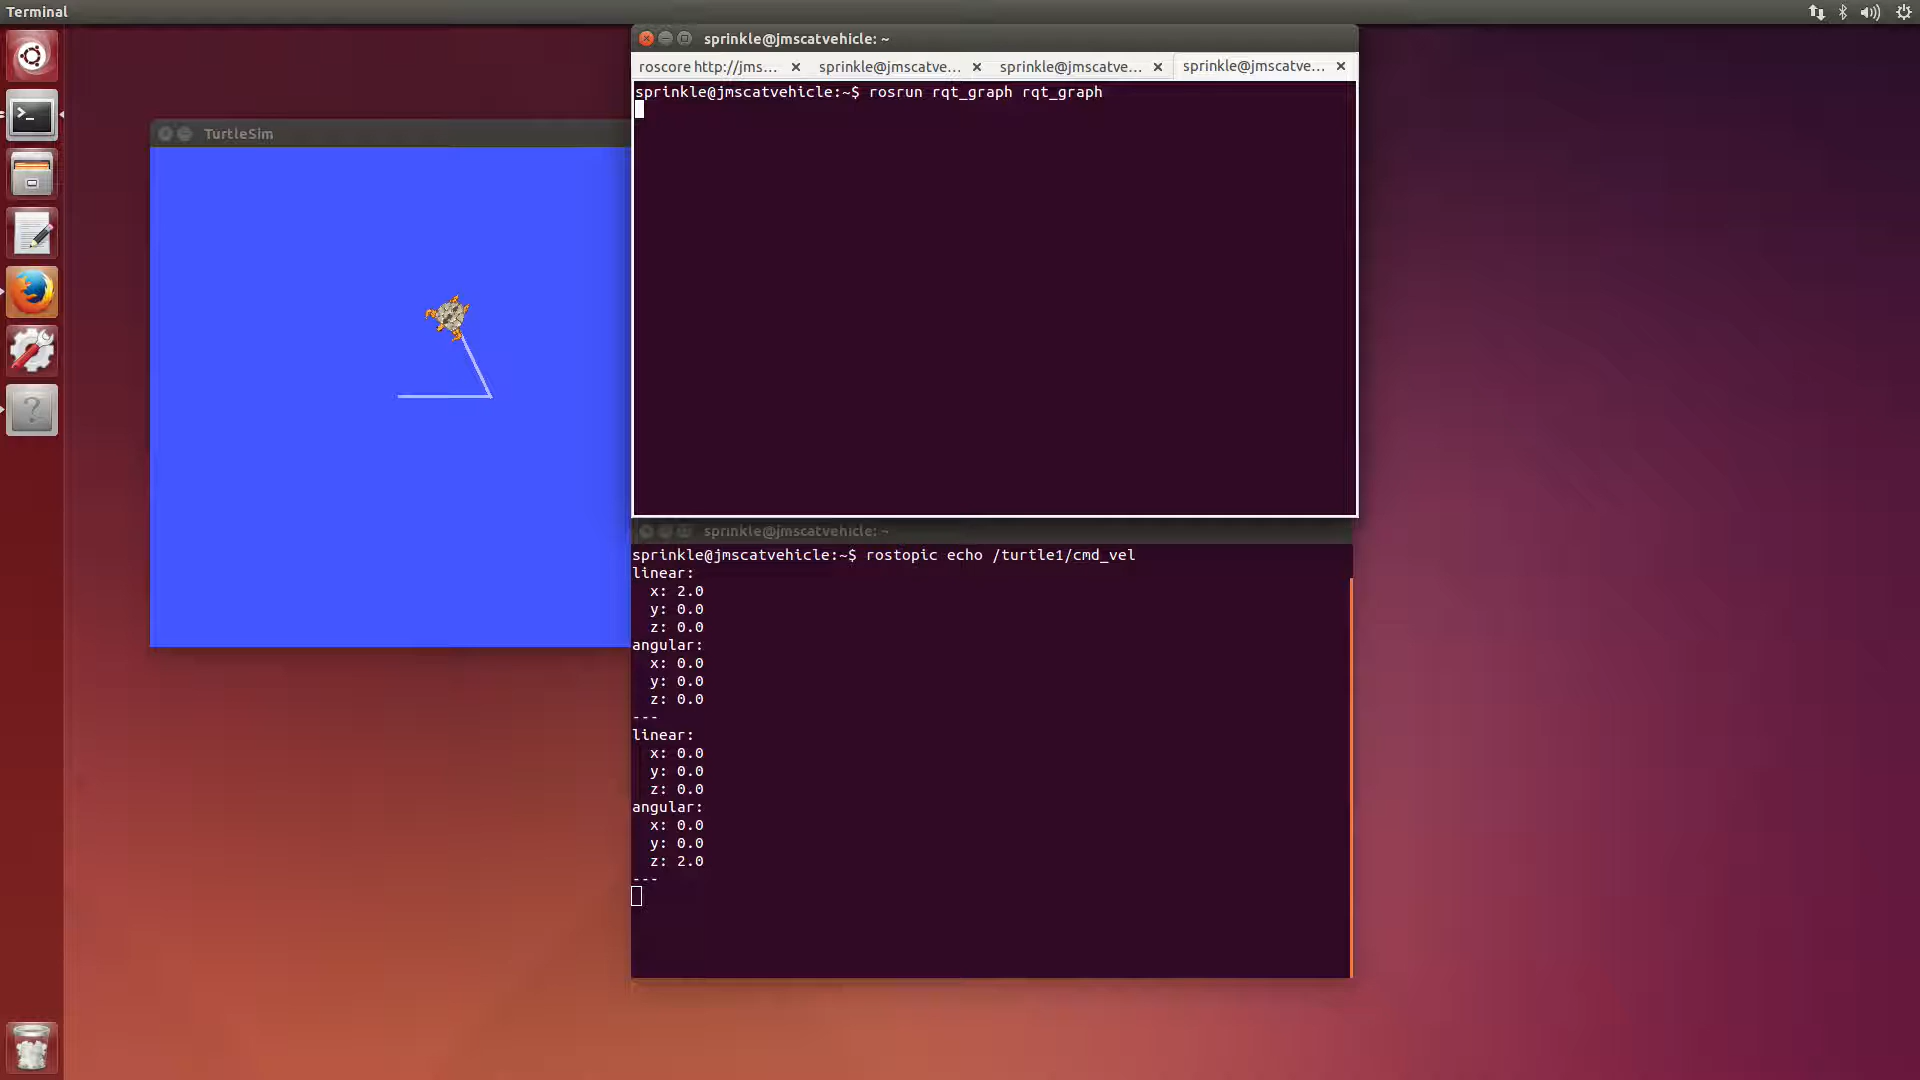 Terminal
sprinkle@jmscatvehicle: ~
roscore http://jms... sprinkle@jmscatve... sprinkle@jmscatve... sprinkle@jmscatve...
sprinkle@jmscatvehicle:~$ rosrun rqt_graph rqt_graph
TurtleSim
sprinkle@jmscatvehicle: ~
sprinkle@jmscatvehicle:~$ rostopic echo /turtle1/cmd_vel
linear:
x: 2.0
y: 0.0
z: 0.0
angular:
x: 0.0
y: 0.0
z: 0.0
---
linear:
x: 0.0
y: 0.0
z: 0.0
angular:
x: 0.0
y: 0.0
z: 2.0
---